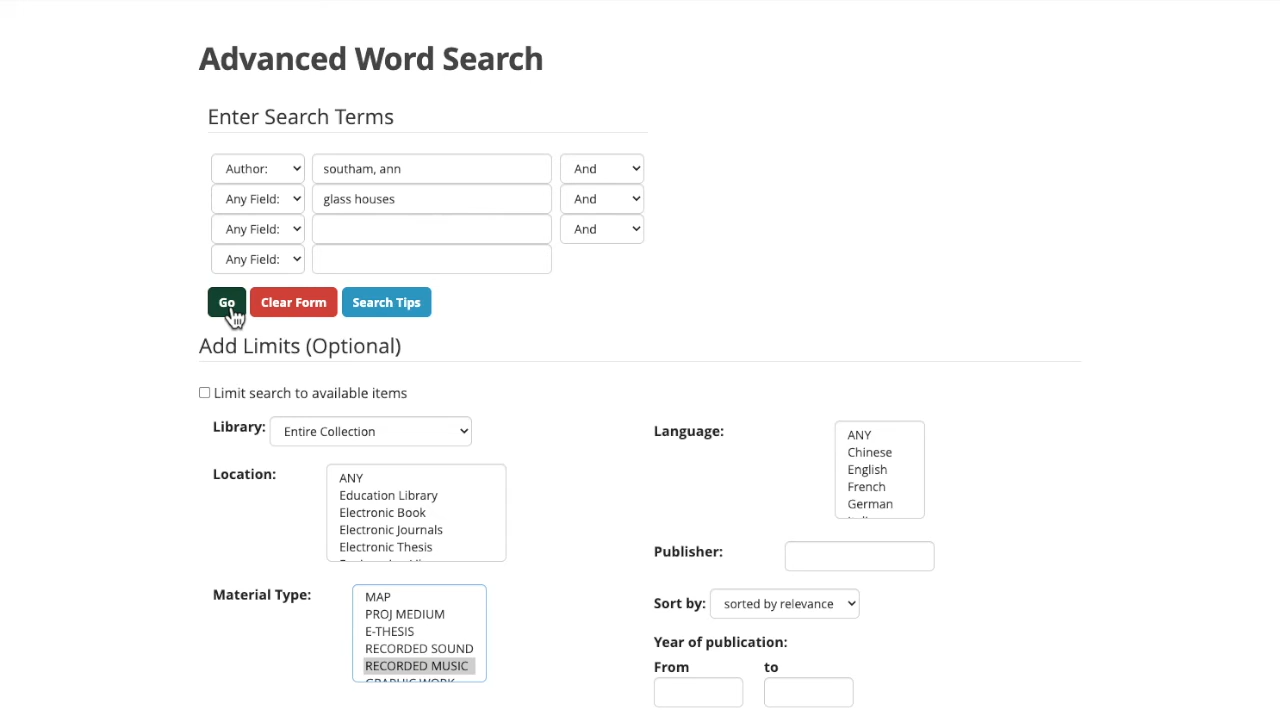 Advanced Word Search
Enter Search Terms
Author: southam, ann And
Any Field: glass houses And
Any Field: And
Any Field:
Go Clear Form Search Tips
Add Limits (Optional)
Limit search to available items
Library: Entire Collection
Location:
ANY
Education Library
Electronic Book
Electronic Journals
Electronic Thesis
Material Type:
MAP
PROJ MEDIUM
E-THESIS
RECORDED SOUND
RECORDED MUSIC
Language:
ANY
Chinese
English
French
German
Publisher:
Sort by: sorted by relevance
Year of publication:
From to